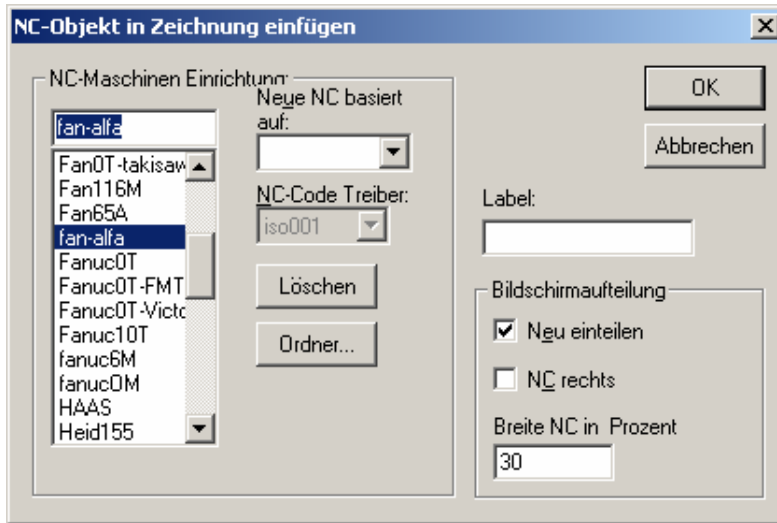 NC-Objekt in Zeichnung einfügen
NC-Maschinen Einrichtung:
fan-alfa
Fan0T-takisaw
Fan116M
Fan65A
fan-alfa
Fanuc0T
Fanuc0T-FMT
Fanuc0T-Victo
Fanuc10T
fanuc6M
fanucOM
HAAS
Heid155
Neue NC basiert
auf:
NC-Code Treiber:
iso001
Löschen
Ordner...
OK
Abbrechen
Label:
Bildschirmaufteilung
Neu einteilen
NC rechts
Breite NC in Prozent
30